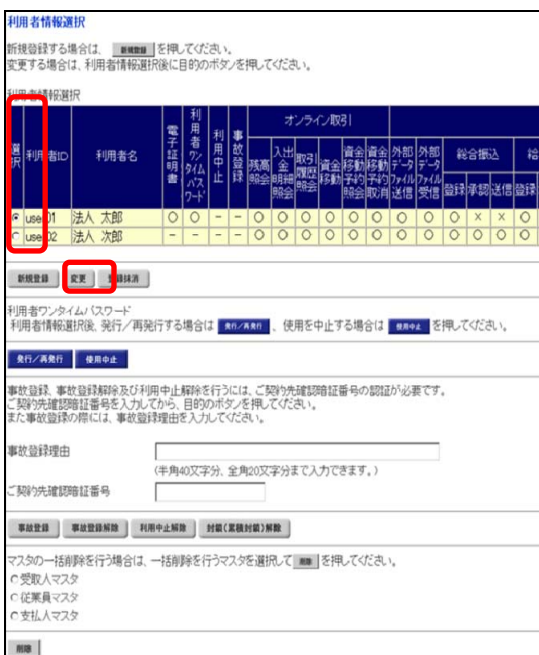 利用者情報選択
新規登録する場合は、 新規登録 を押してください。
変更する場合は、利用者情報選択後に目的のボタンを押してください。
利用者情報選択
選択 利用者ID 利用者名 電子証明書 利用者ワンタイムパスワード 利用中止 事故登録 オンライン取引
残高照会 入出金明細照会 取引履歴照会 資金移動 資金移動予約照会 資金移動予約取消 外部データファイル送信 外部データファイル受信 総合振込 給
登録 承認 送信 登録
user01 法人 太郎 ○ ○ − − ○ ○ ○ ○ ○ ○ ○ ○ ○ × × ○
user02 法人 次郎 − − − − ○ ○ ○ ○ ○ ○ ○ ○ ○ ○ ○ ○
新規登録 変更 登録抹消
利用者ワンタイムパスワード
利用者情報選択後、発行/再発行する場合は 発行/再発行 、使用を中止する場合は 使用中止 を押してください。
発行/再発行 使用中止
事故登録、事故登録解除及び利用中止解除を行うには、ご契約先確認暗証番号の認証が必要です。
ご契約先確認暗証番号を入力してから、目的のボタンを押してください。
また事故登録の際には、事故登録理由を入力してください。
事故登録理由
(半角40文字分、全角20文字分まで入力できます。)
ご契約先確認暗証番号
事故登録 事故登録解除 利用中止解除 封鎖(累積封鎖)解除
マスタの一括削除を行う場合は、一括削除を行うマスタを選択して 削除 を押してください。
受取人マスタ
従業員マスタ
支払人マスタ
削除